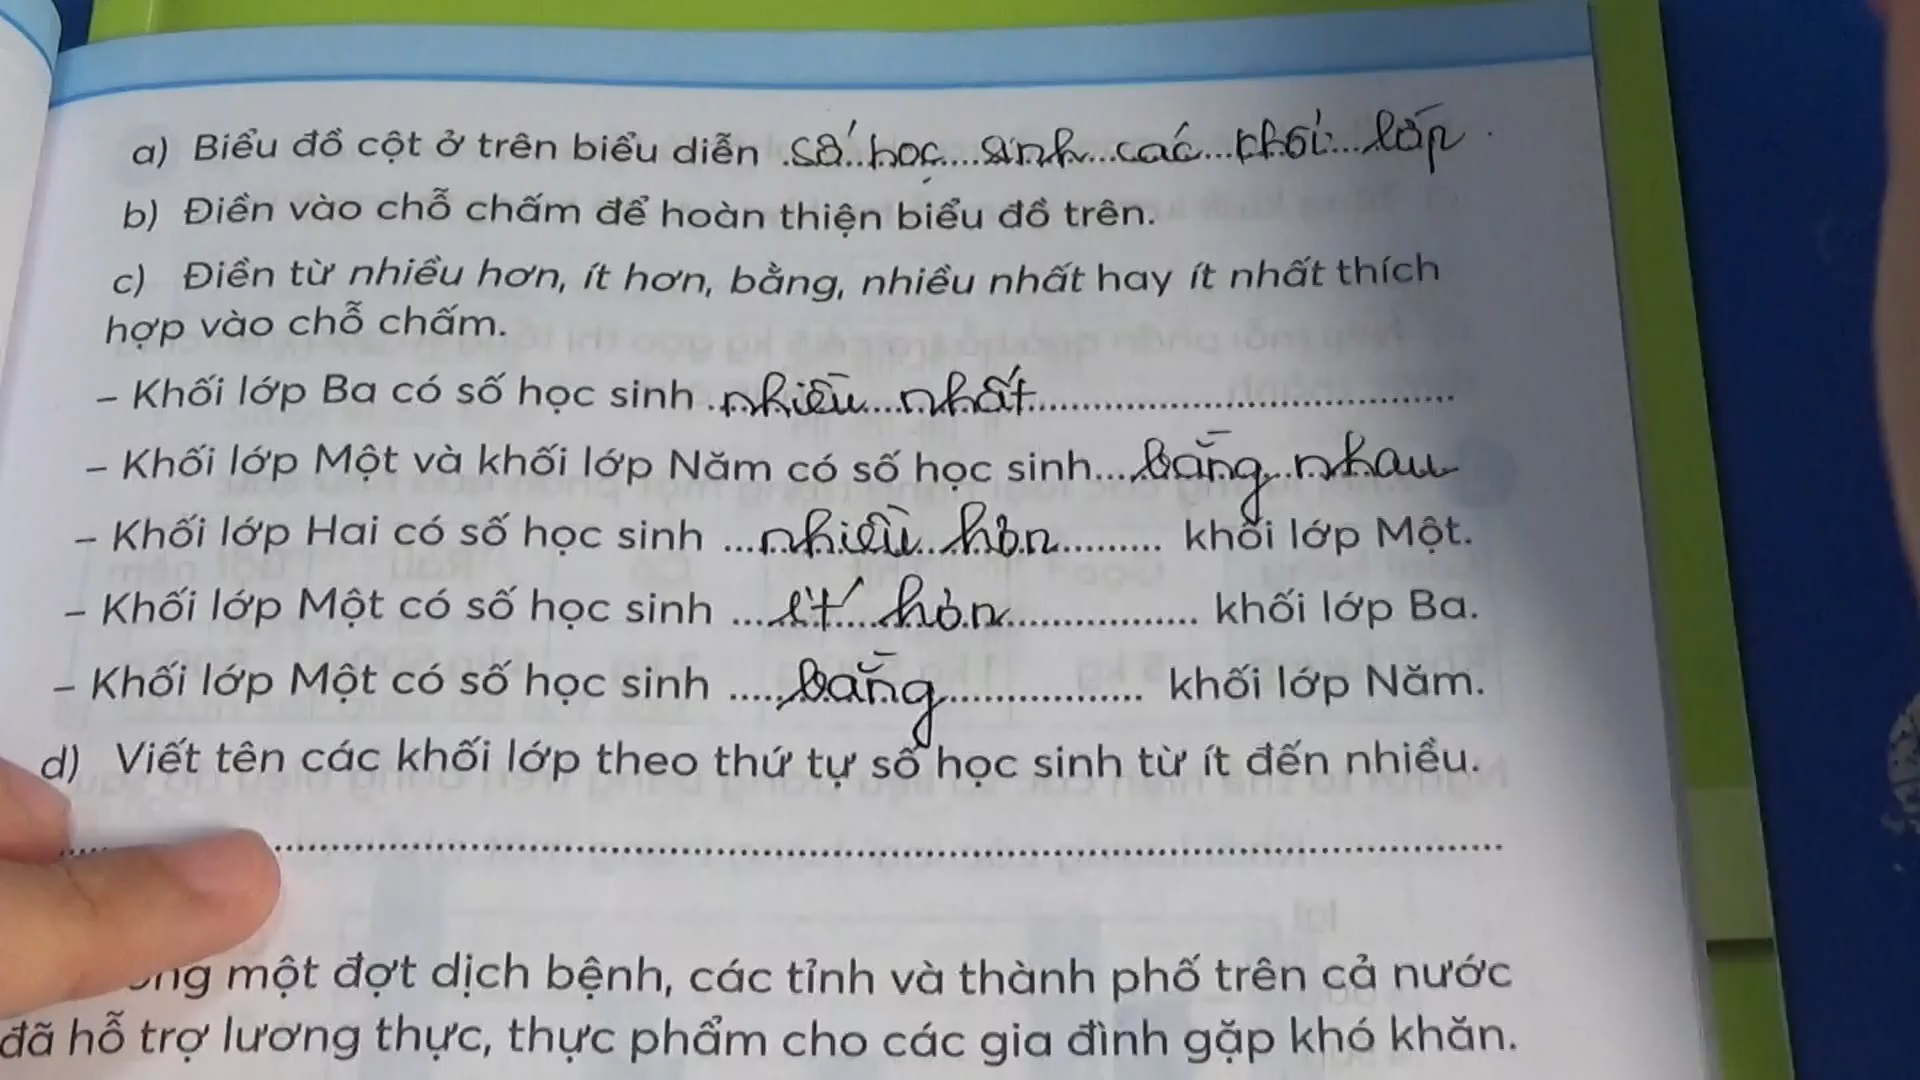 a) Biểu đồ cột ở trên biểu diễn số học sinh các khối lớp
b) Điền vào chỗ chấm để hoàn thiện biểu đồ trên.
c) Điền từ nhiều hơn, ít hơn, bằng, nhiều nhất hay ít nhất thích
hợp vào chỗ chấm.
– Khối lớp Ba có số học sinh nhiều nhất
– Khối lớp Một và khối lớp Năm có số học sinh bằng nhau
– Khối lớp Hai có số học sinh nhiều hơn khối lớp Một.
– Khối lớp Một có số học sinh ít hơn khối lớp Ba.
– Khối lớp Một có số học sinh bằng khối lớp Năm.
d) Viết tên các khối lớp theo thứ tự số học sinh từ ít đến nhiều.
một đợt dịch bệnh, các tỉnh và thành phố trên cả nước
đã hỗ trợ lương thực, thực phẩm cho các gia đình gặp khó khăn.